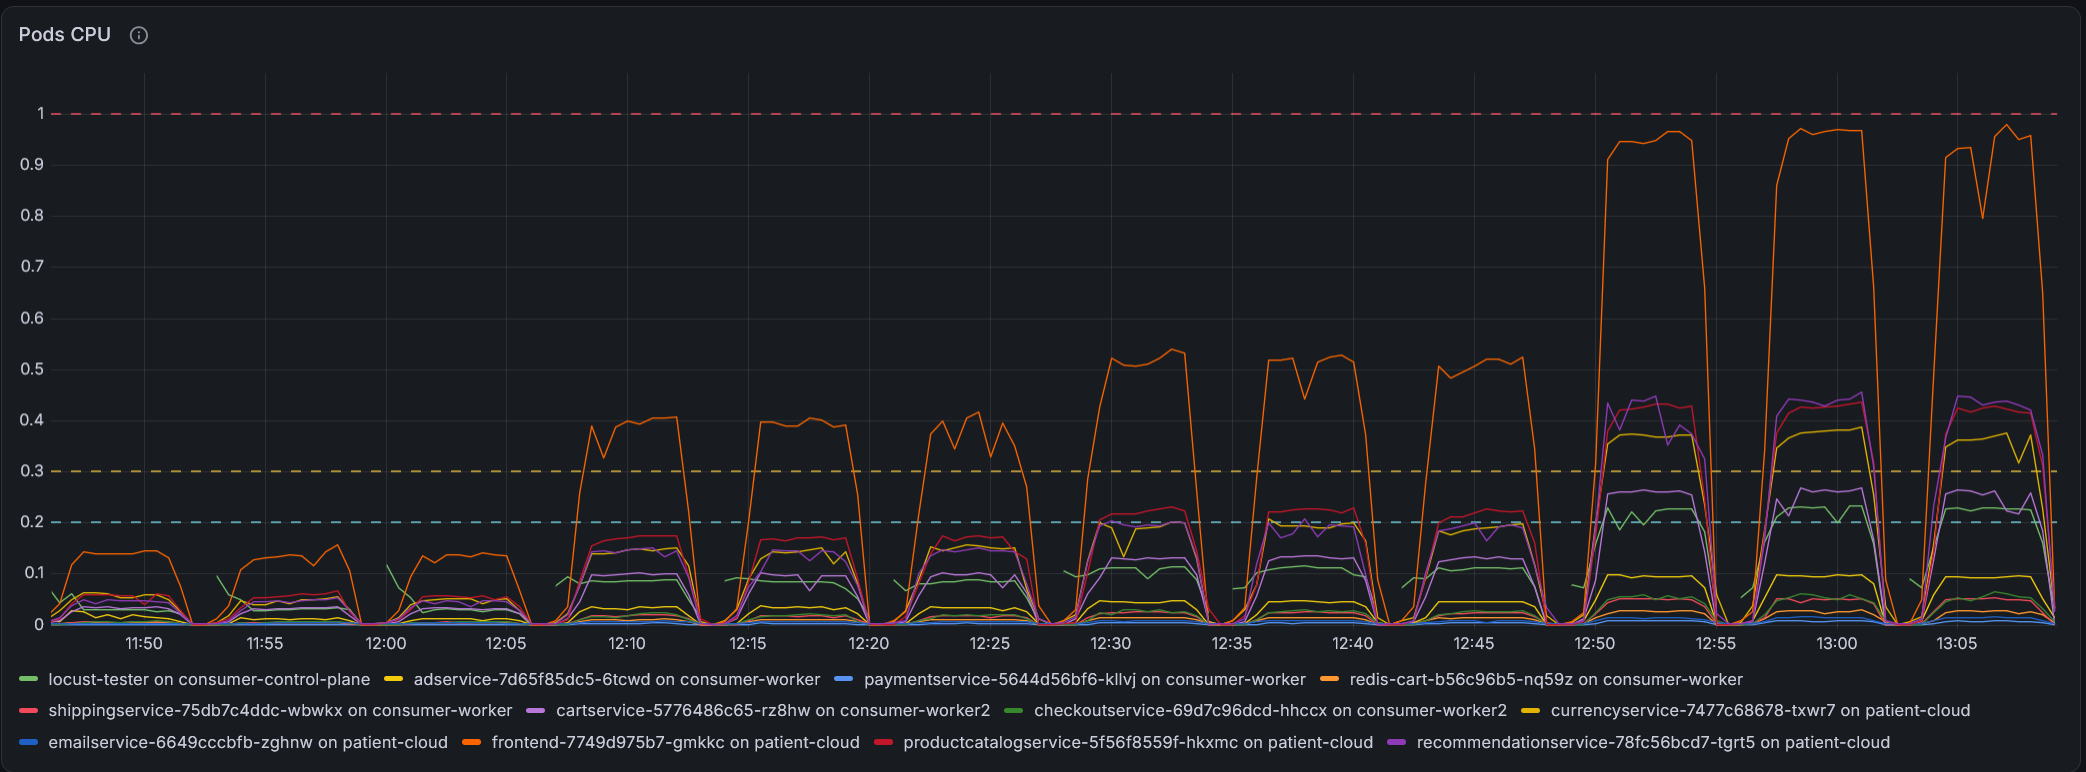 Pods CPU
1
0.9
0.8
0.7
0.6
0.5
0.4
0.3
0.2
0.1
0
11:50 11:55 12:00 12:05 12:10 12:15 12:20 12:25 12:30 12:35 12:40 12:45 12:50 12:55 13:00 13:05
locust-tester on consumer-control-plane adservice-7d65f85dc5-6tcwd on consumer-worker paymentservice-5644d56bf6-kllvj on consumer-worker redis-cart-b56c96b5-nq59z on consumer-worker
shippingservice-75db7c4ddc-wbwkx on consumer-worker cartservice-5776486c65-rz8hw on consumer-worker2 checkoutservice-69d7c96dcd-hhccx on consumer-worker2 currencyservice-7477c68678-txwr7 on patient-cloud
emailservice-6649cccbfb-zghnw on patient-cloud frontend-7749d975b7-gmkkc on patient-cloud productcatalogservice-5f56f8559f-hkxmc on patient-cloud recommendationservice-78fc56bcd7-tgrt5 on patient-cloud